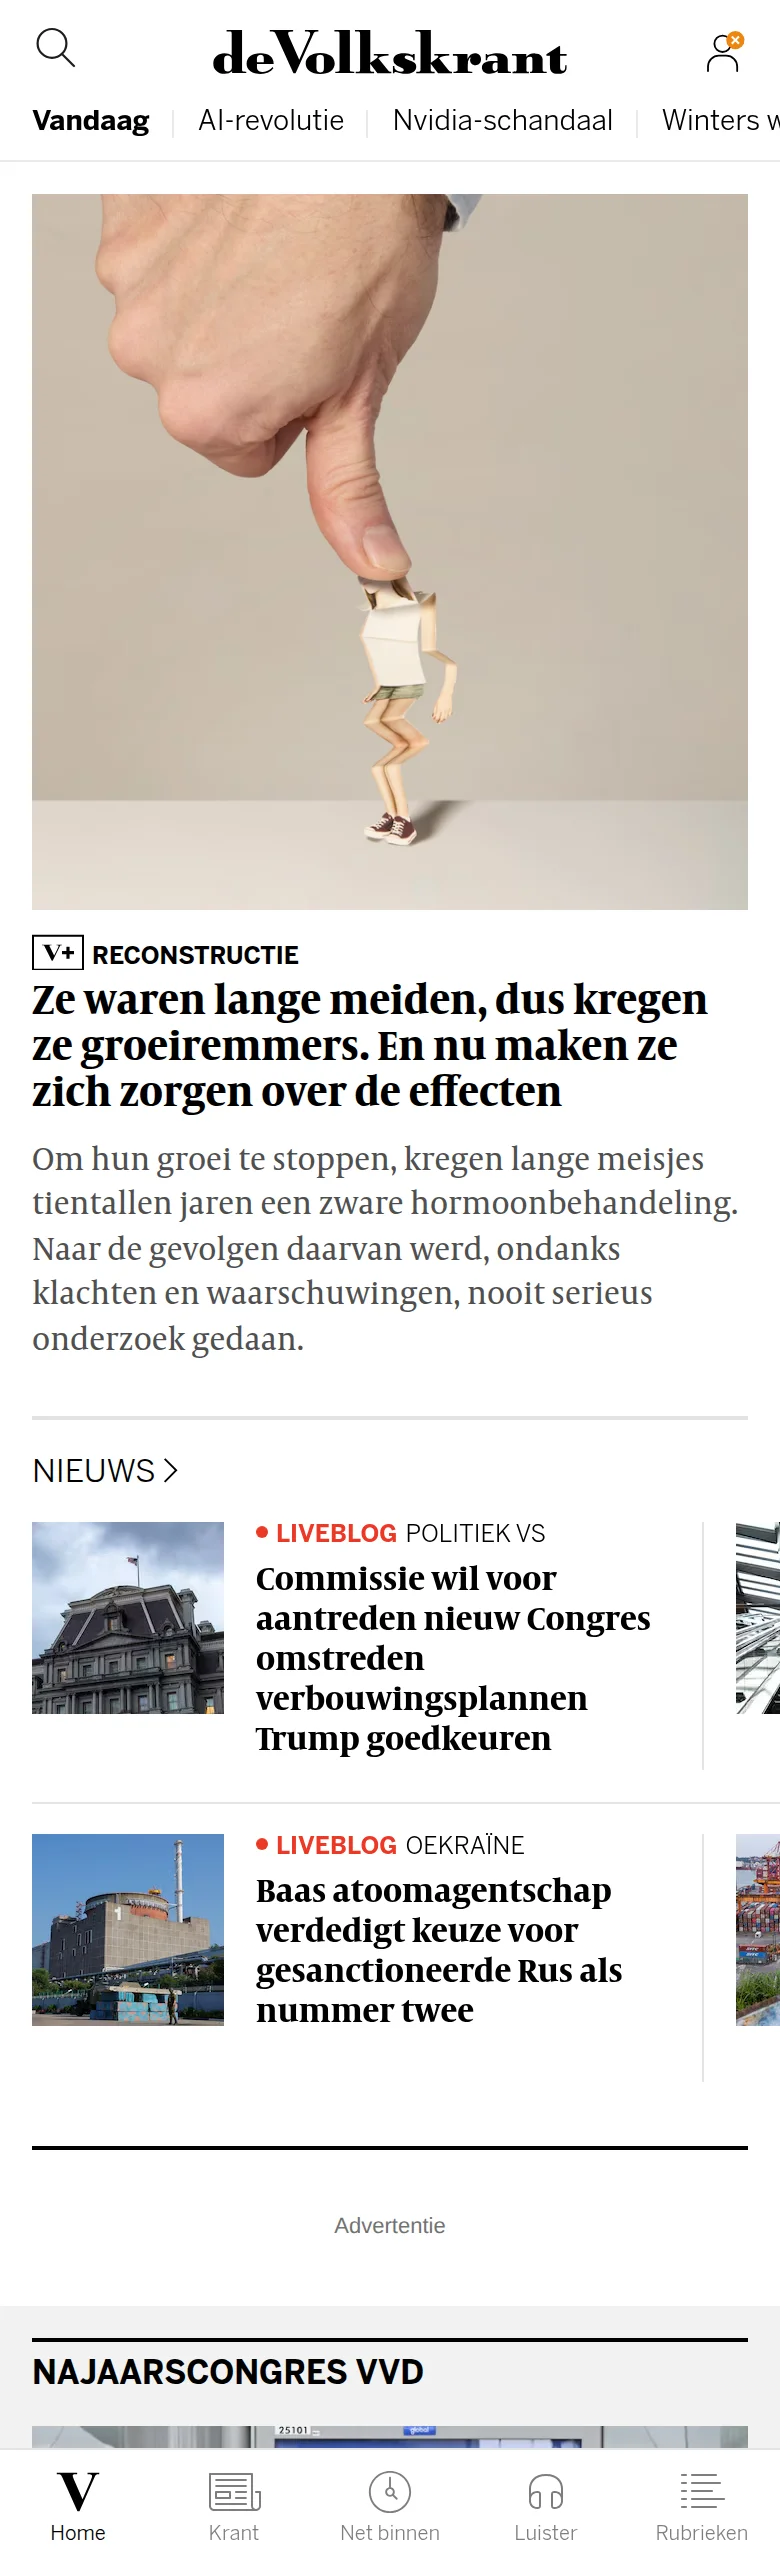 deVolkskrant
Vandaag
AI-revolutie
Nvidia-schandaal
Winters
V+ RECONSTRUCTIE
Ze waren lange meiden, dus kregen
ze groeiremmers. En nu maken ze
zich zorgen over de effecten
Om hun groei te stoppen, kregen lange meisjes
tientallen jaren een zware hormoonbehandeling.
Naar de gevolgen daarvan werd, ondanks
klachten en waarschuwingen, nooit serieus
onderzoek gedaan.
NIEUWS
LIVEBLOG POLITIEK VS
Commissie wil voor
aantreden nieuw Congres
omstreden
verbouwingsplannen
Trump goedkeuren
1
LIVEBLOG OEKRAÏNE
Baas atoomagentschap
verdedigt keuze voor
gesanctioneerde Rus als
nummer twee
Advertentie
NAJAARSCONGRES VVD
25101
global
V
Home
Krant
Net binnen
Luister
Rubrieken